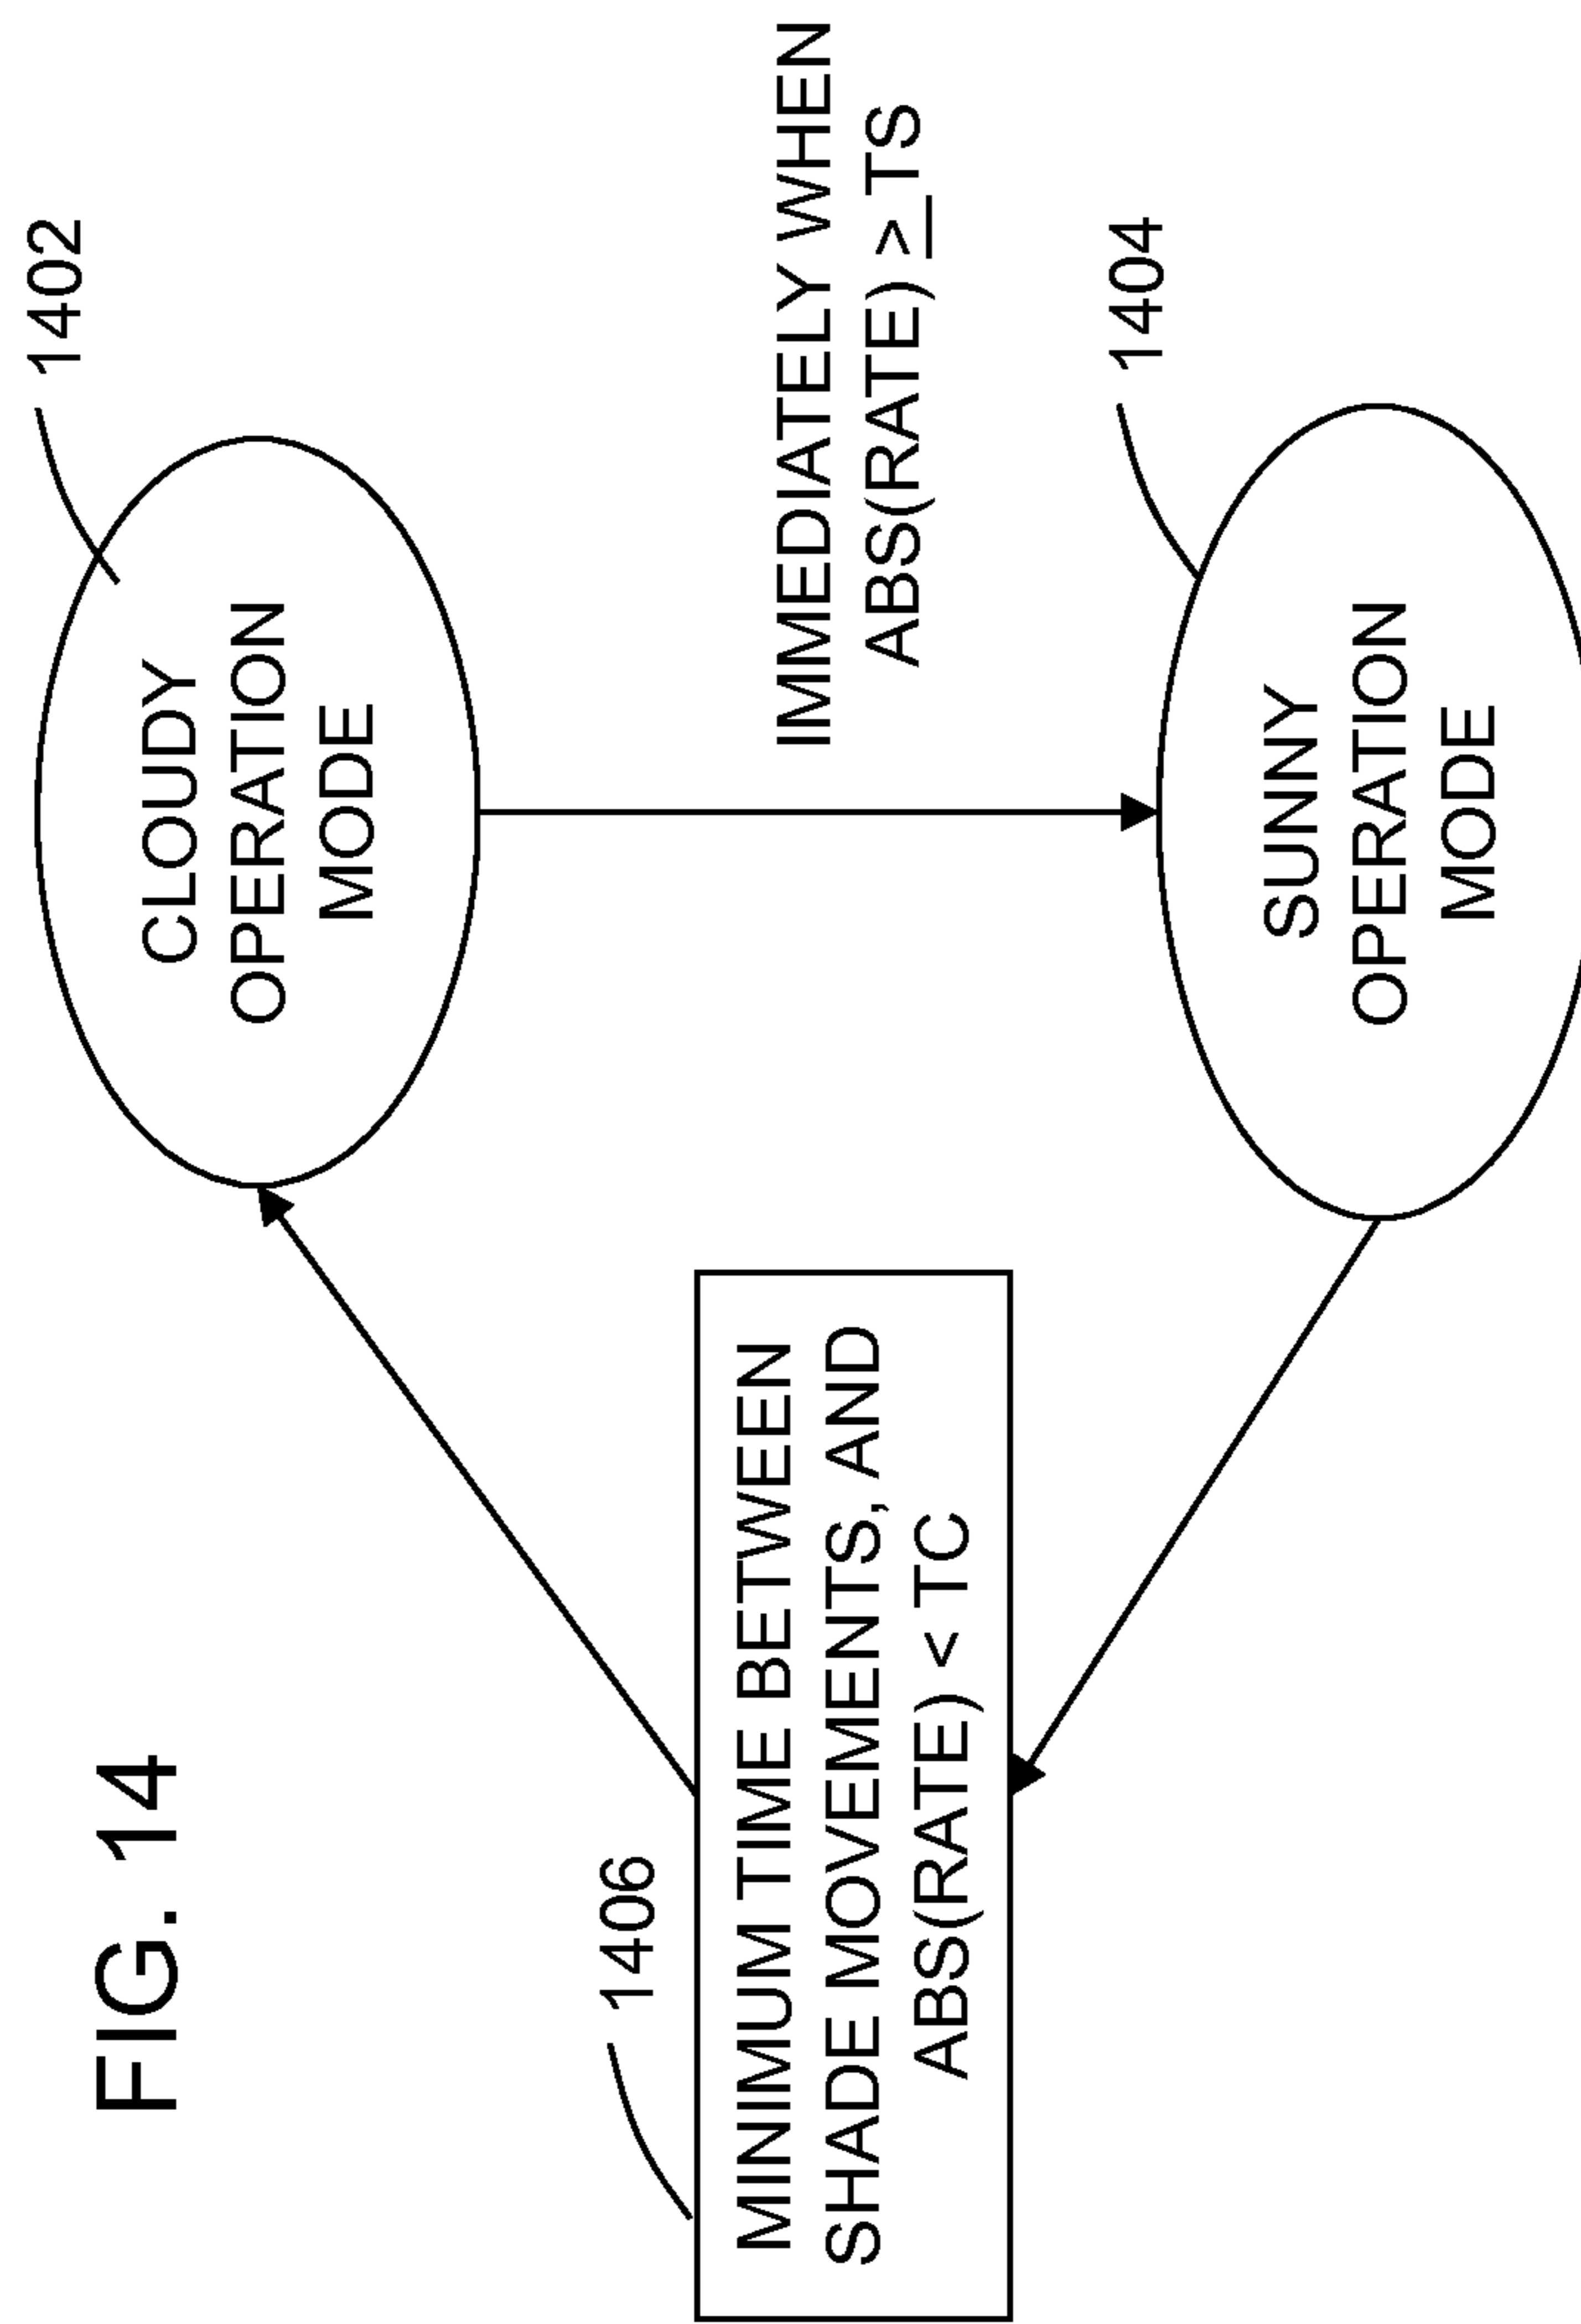 FIG. 14
1402
CLOUDY
OPERATION
MODE
IMMEDIATELY WHEN
ABS(RATE) ≥ TS
1406
MINIMUM TIME BETWEEN
SHADE MOVEMENTS, AND
ABS(RATE) < TC
1404
SUNNY
OPERATION
MODE